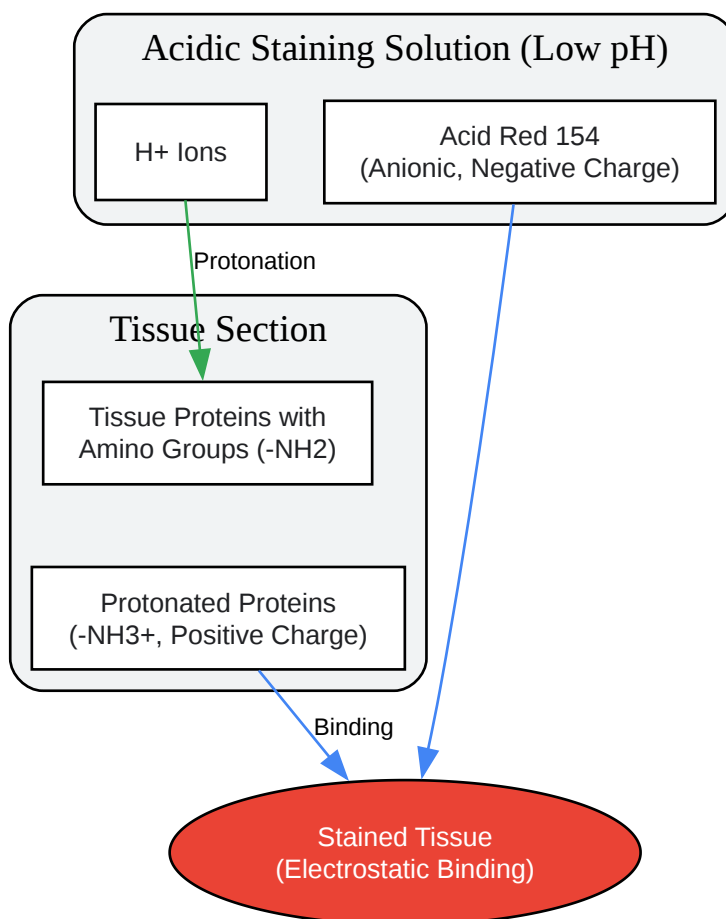 Acidic Staining Solution (Low pH)
H+ Ions
Acid Red 154
(Anionic, Negative Charge)
Protonation
Tissue Section
Tissue Proteins with
Amino Groups (-NH2)
Protonated Proteins
(-NH3+, Positive Charge)
Binding
Stained Tissue
(Electrostatic Binding)